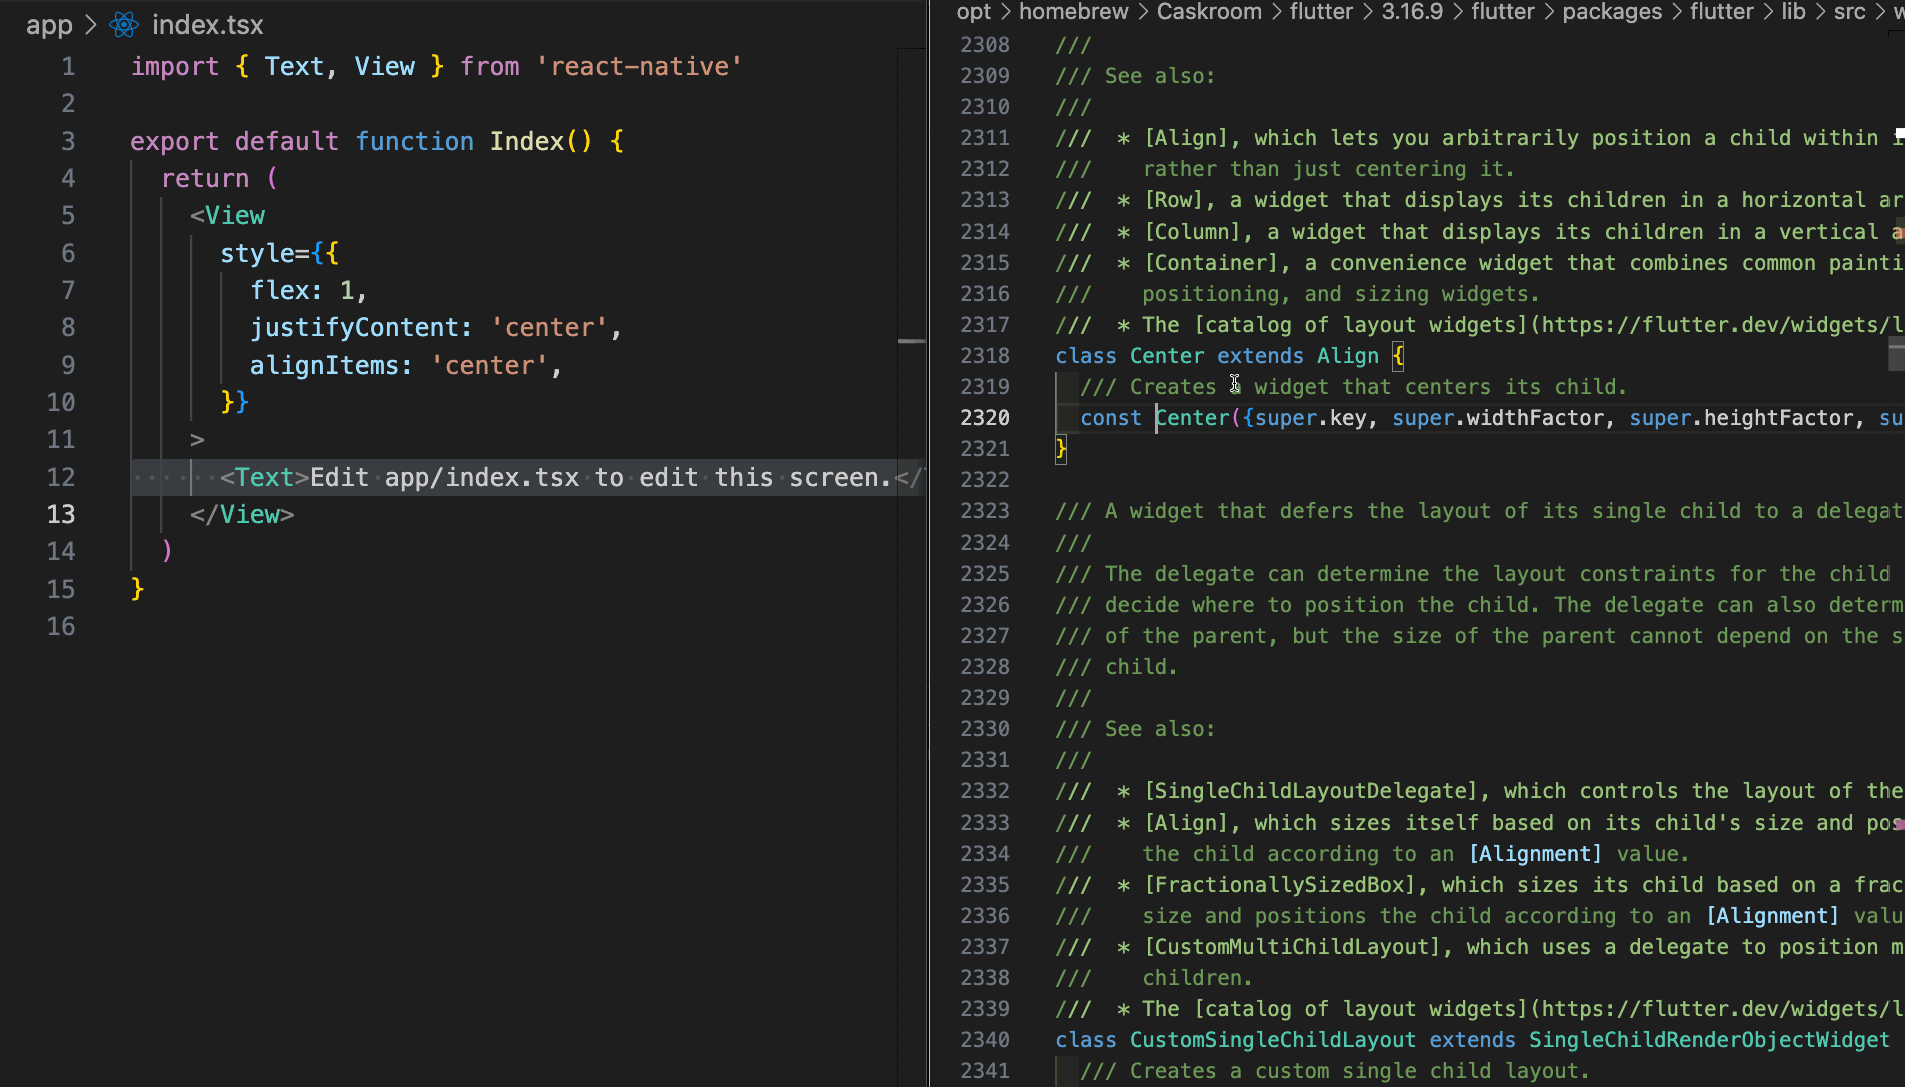 app > index.tsx
1 import { Text, View } from 'react-native'
2
3 export default function Index() {
4 return (
5 <View
6 style={{
7 flex: 1,
8 justifyContent: 'center',
9 alignItems: 'center',
10 }}
11 >
12 <Text>Edit app/index.tsx to edit this screen.</
13 </View>
14 )
15 }
16
opt > homebrew > Caskroom > flutter > 3.16.9 > flutter > packages > flutter > lib > src >
2308 ///
2309 /// See also:
2310 ///
2311 /// * [Align], which lets you arbitrarily position a child within
2312 /// rather than just centering it.
2313 /// * [Row], a widget that displays its children in a horizontal ar
2314 /// * [Column], a widget that displays its children in a vertical a
2315 /// * [Container], a convenience widget that combines common painti
2316 /// positioning, and sizing widgets.
2317 /// * The [catalog of layout widgets](https://flutter.dev/widgets/l
2318 class Center extends Align {
2319 /// Creates a widget that centers its child.
2320 const Center({super.key, super.widthFactor, super.heightFactor, su
2321 }
2322
2323 /// A widget that defers the layout of its single child to a delegat
2324 ///
2325 /// The delegate can determine the layout constraints for the child
2326 /// decide where to position the child. The delegate can also determ
2327 /// of the parent, but the size of the parent cannot depend on the s
2328 /// child.
2329 ///
2330 /// See also:
2331 ///
2332 /// * [SingleChildLayoutDelegate], which controls the layout of the
2333 /// * [Align], which sizes itself based on its child's size and pos
2334 /// the child according to an [Alignment] value.
2335 /// * [FractionallySizedBox], which sizes its child based on a frac
2336 /// size and positions the child according to an [Alignment] valu
2337 /// * [CustomMultiChildLayout], which uses a delegate to position m
2338 /// children.
2339 /// * The [catalog of layout widgets](https://flutter.dev/widgets/l
2340 class CustomSingleChildLayout extends SingleChildRenderObjectWidget
2341 /// Creates a custom single child layout.